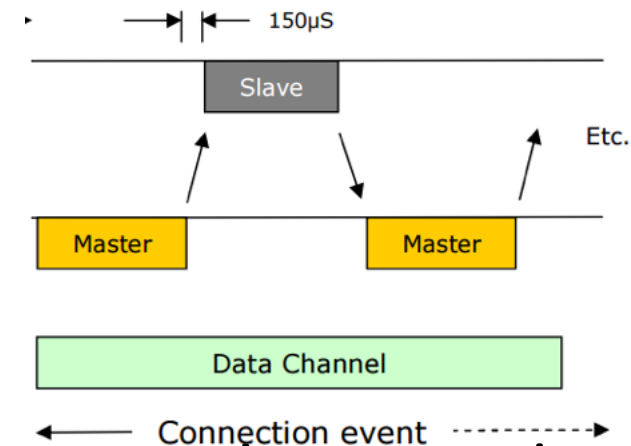 150µS
Slave
Etc.
Master
Master
Data Channel
Connection event